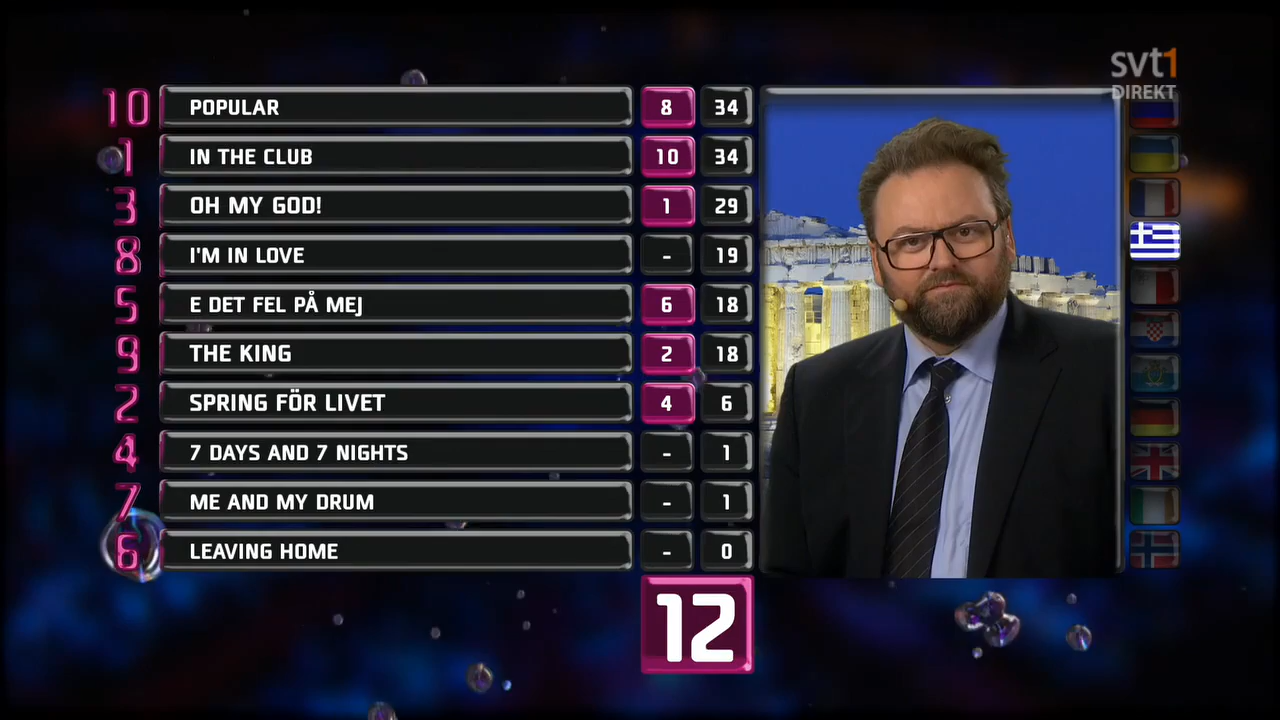 svt1
DIREKT
10 POPULAR 8 34
1 IN THE CLUB 10 34
3 OH MY GOD! 1 29
8 I'M IN LOVE - 19
5 E DET FEL PÅ MEJ 6 18
9 THE KING 2 18
2 SPRING FÖR LIVET 4 6
4 7 DAYS AND 7 NIGHTS - 1
7 ME AND MY DRUM - 1
6 LEAVING HOME - 0
12